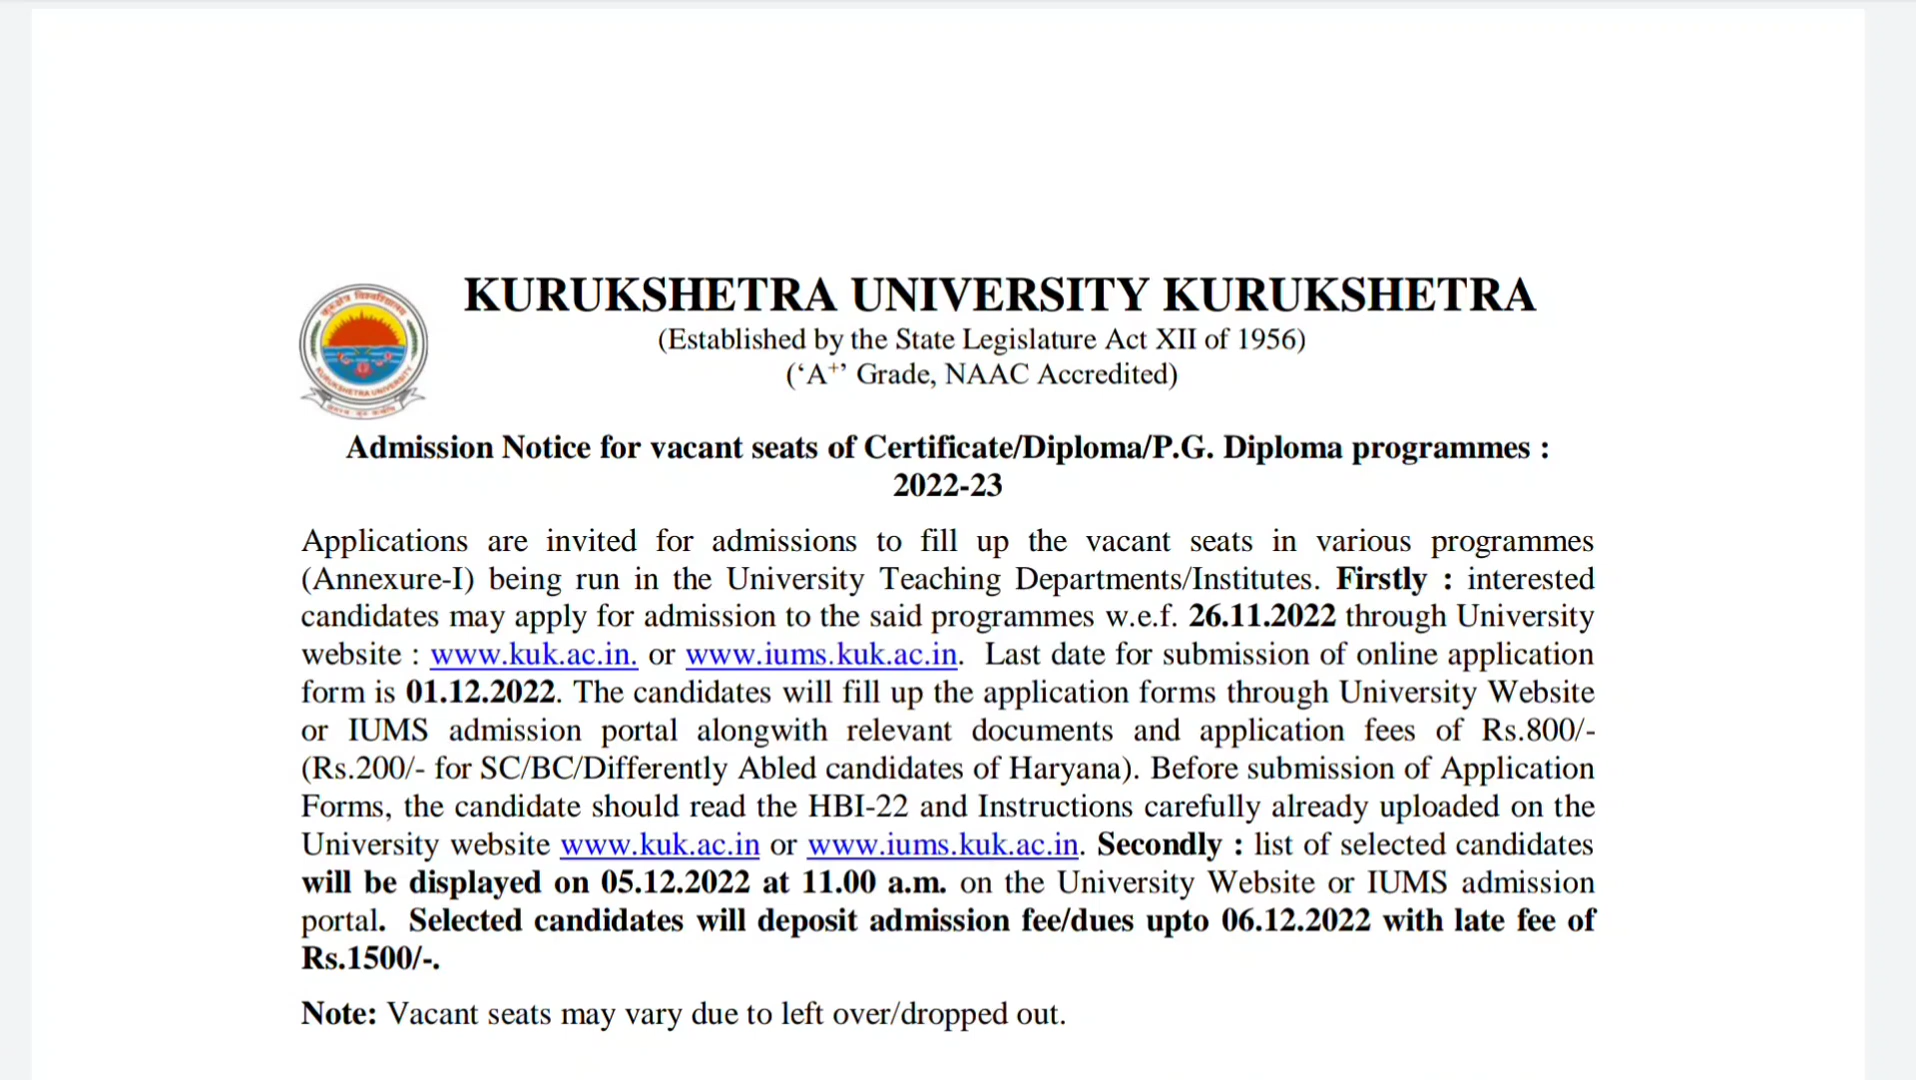 KURUKSHETRA UNIVERSITY KURUKSHETRA
(Established by the State Legislature Act XII of 1956)
(‘A+’ Grade, NAAC Accredited)
KURUKSHETRA UNIVERSITY
Admission Notice for vacant seats of Certificate/Diploma/P.G. Diploma programmes :
2022-23
Applications are invited for admissions to fill up the vacant seats in various programmes
(Annexure-I) being run in the University Teaching Departments/Institutes. Firstly : interested
candidates may apply for admission to the said programmes w.e.f. 26.11.2022 through University
website : www.kuk.ac.in. or www.iums.kuk.ac.in.  Last date for submission of online application
form is 01.12.2022. The candidates will fill up the application forms through University Website
or IUMS admission portal alongwith relevant documents and application fees of Rs.800/-
(Rs.200/- for SC/BC/Differently Abled candidates of Haryana). Before submission of Application
Forms, the candidate should read the HBI-22 and Instructions carefully already uploaded on the
University website www.kuk.ac.in or www.iums.kuk.ac.in. Secondly : list of selected candidates
will be displayed on 05.12.2022 at 11.00 a.m. on the University Website or IUMS admission
portal.  Selected candidates will deposit admission fee/dues upto 06.12.2022 with late fee of
Rs.1500/-.
Note: Vacant seats may vary due to left over/dropped out.